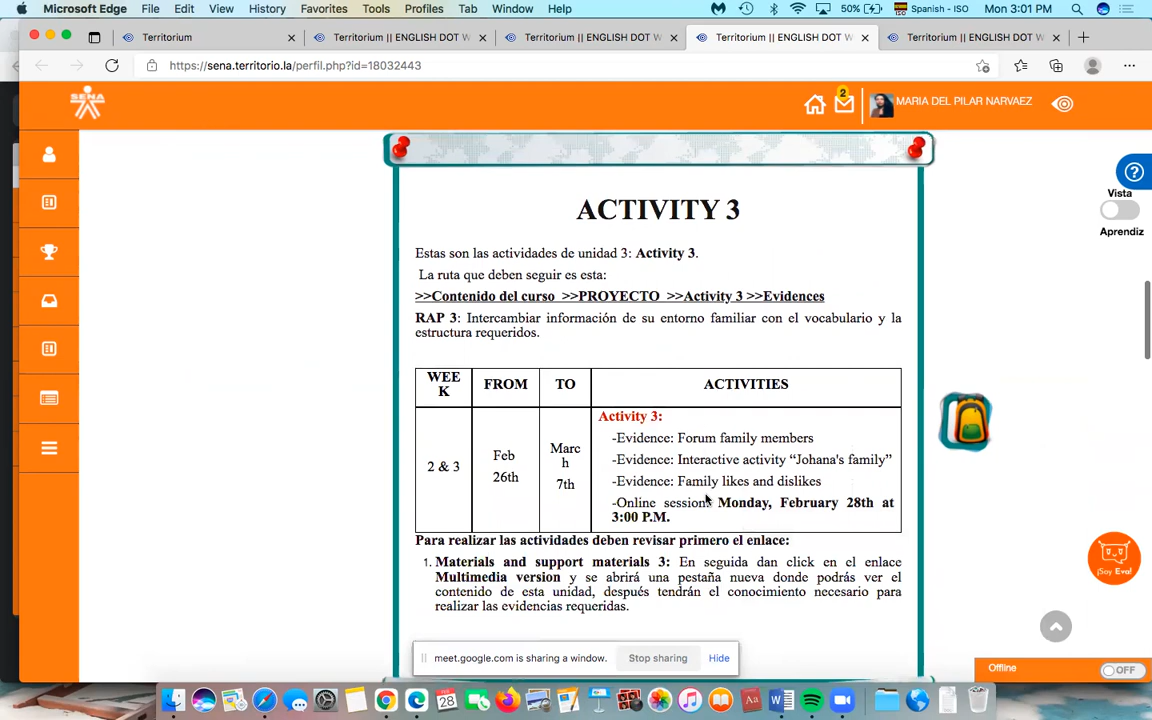 Microsoft Edge File Edit View History Favorites Tools Profiles Tab Window Help 50% Spanish - ISO Mon 3:01 PM
Territorium Territorium || ENGLISH DOT W Territorium || ENGLISH DOT W Territorium || ENGLISH DOT W Territorium || ENGLISH DOT W
https://sena.territorio.la/perfil.php?id=18032443
SENA
2
MARIA DEL PILAR NARVAEZ
Vista
Aprendiz
ACTIVITY 3
Estas son las actividades de unidad 3: Activity 3.
La ruta que deben seguir es esta:
>>Contenido del curso >>PROYECTO >>Activity 3 >>Evidences
RAP 3: Intercambiar información de su entorno familiar con el vocabulario y la
estructura requeridos.
WEE
K
FROM
TO
ACTIVITIES
2 & 3
Feb
26th
Marc
h
7th
Activity 3:
-Evidence: Forum family members
-Evidence: Interactive activity “Johana's family”
-Evidence: Family likes and dislikes
-Online session: Monday, February 28th at
3:00 P.M.
Para realizar las actividades deben revisar primero el enlace:
1. Materials and support materials 3: En seguida dan click en el enlace
Multimedia version y se abrirá una pestaña nueva donde podrás ver el
contenido de esta unidad, después tendrán el conocimiento necesario para
realizar las evidencias requeridas.
¡Soy Eva!
meet.google.com is sharing a window. Stop sharing Hide
Offline OFF
FEB
28